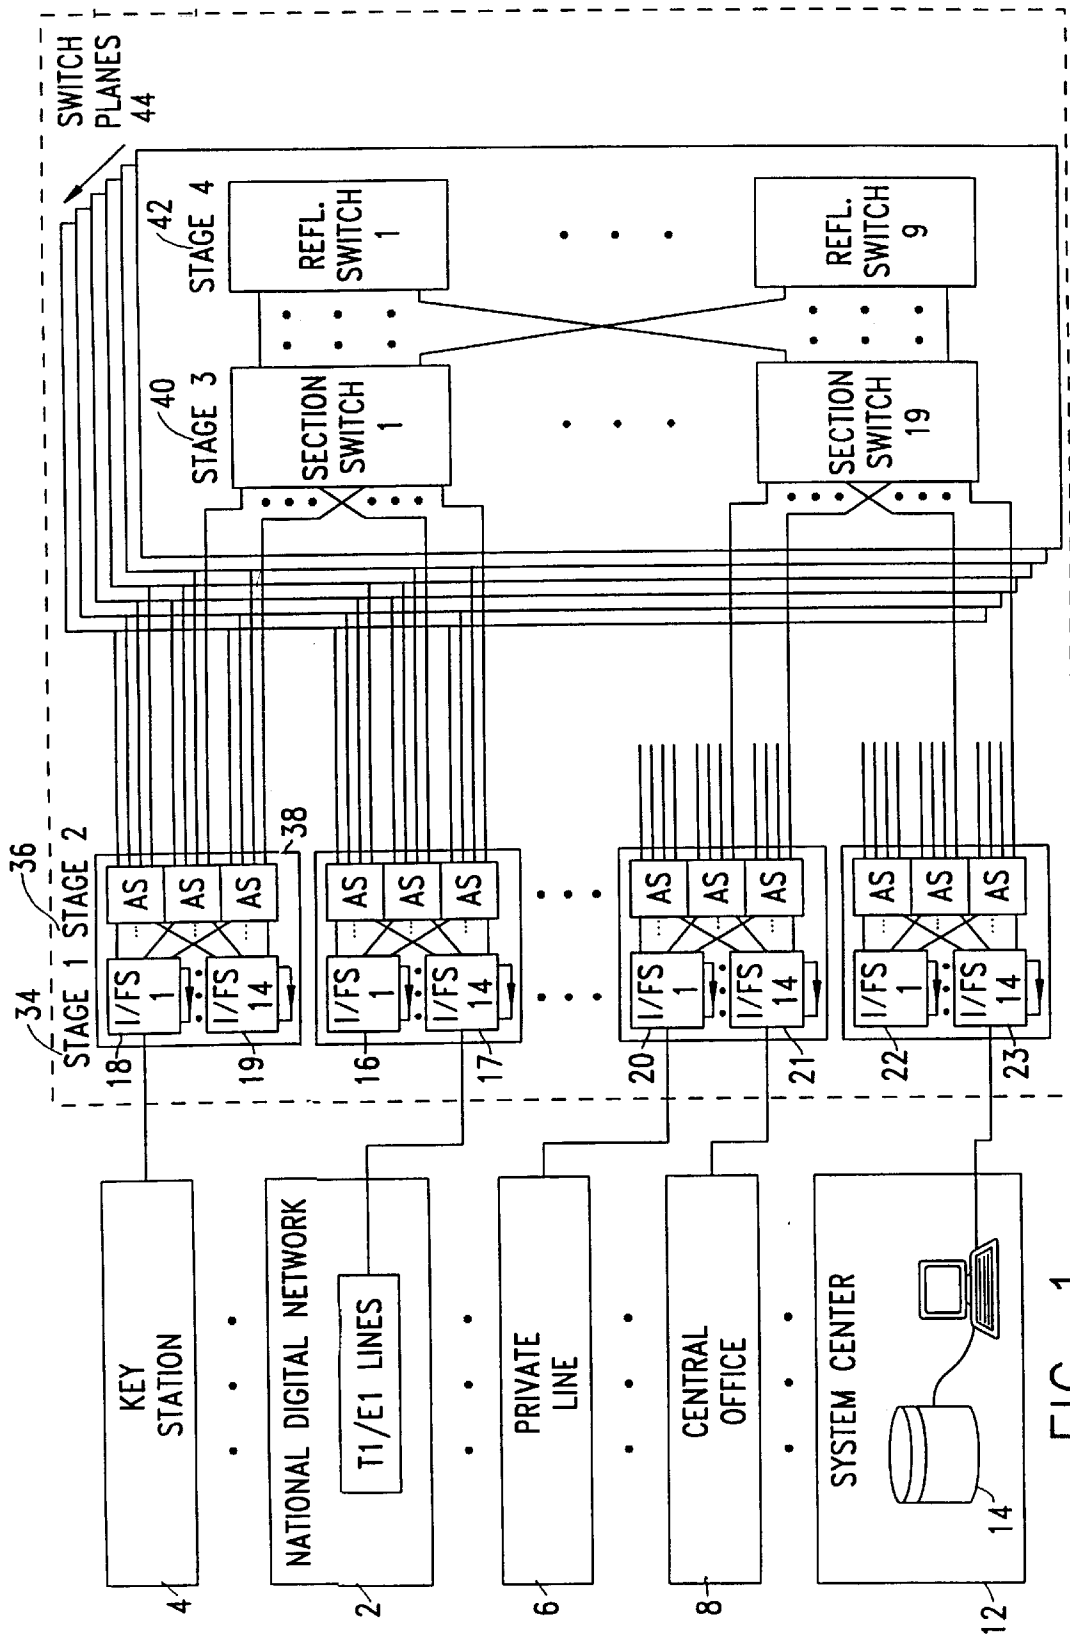 SWITCH
PLANES
44
34
36
STAGE 1
STAGE 2
40
STAGE 3
42
STAGE 4
KEY
STATION
4
18
I/FS
1
I/FS
14
19
AS
AS
AS
38
SECTION
SWITCH
1
REFL.
SWITCH
1
NATIONAL DIGITAL NETWORK
T1/E1 LINES
2
16
I/FS
1
I/FS
14
17
AS
AS
AS
PRIVATE
LINE
6
20
I/FS
1
I/FS
14
21
AS
AS
AS
SECTION
SWITCH
19
REFL.
SWITCH
9
CENTRAL
OFFICE
8
22
I/FS
1
I/FS
14
23
AS
AS
AS
SYSTEM CENTER
14
12
FIG. 1